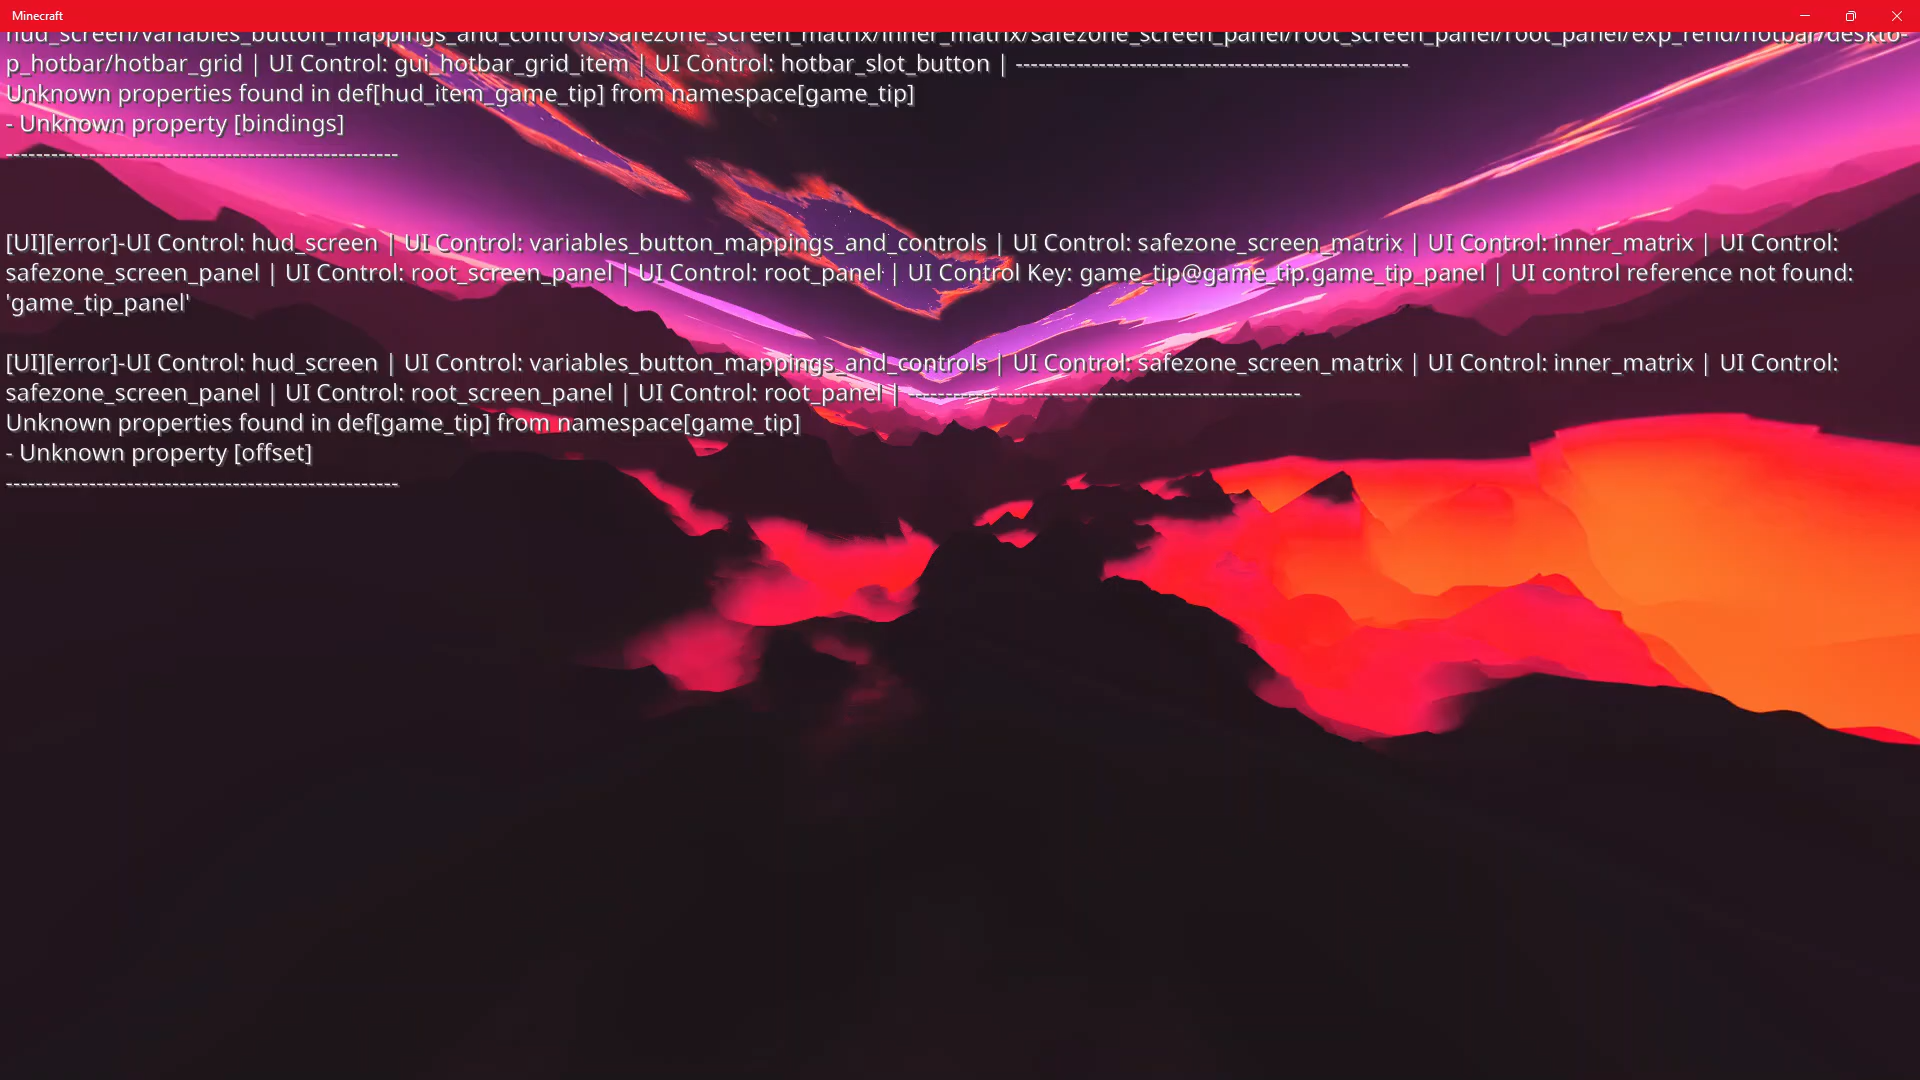 Minecraft
hud_screen/variables_button_mappings_and_controls/safezone_screen_matrix/inner_matrix/safezone_screen_panel/root_screen_panel/root_panel/exp_rend/hotbar/deskto-
p_hotbar/hotbar_grid | UI Control: gui_hotbar_grid_item | UI Control: hotbar_slot_button | ----------------------------------------------------
Unknown properties found in def[hud_item_game_tip] from namespace[game_tip]
- Unknown property [bindings]
----------------------------------------------------
[UI][error]-UI Control: hud_screen | UI Control: variables_button_mappings_and_controls | UI Control: safezone_screen_matrix | UI Control: inner_matrix | UI Control:
safezone_screen_panel | UI Control: root_screen_panel | UI Control: root_panel | UI Control Key: game_tip@game_tip.game_tip_panel | UI control reference not found:
'game_tip_panel'
[UI][error]-UI Control: hud_screen | UI Control: variables_button_mappings_and_controls | UI Control: safezone_screen_matrix | UI Control: inner_matrix | UI Control:
safezone_screen_panel | UI Control: root_screen_panel | UI Control: root_panel | ----------------------------------------------------
Unknown properties found in def[game_tip] from namespace[game_tip]
- Unknown property [offset]
----------------------------------------------------